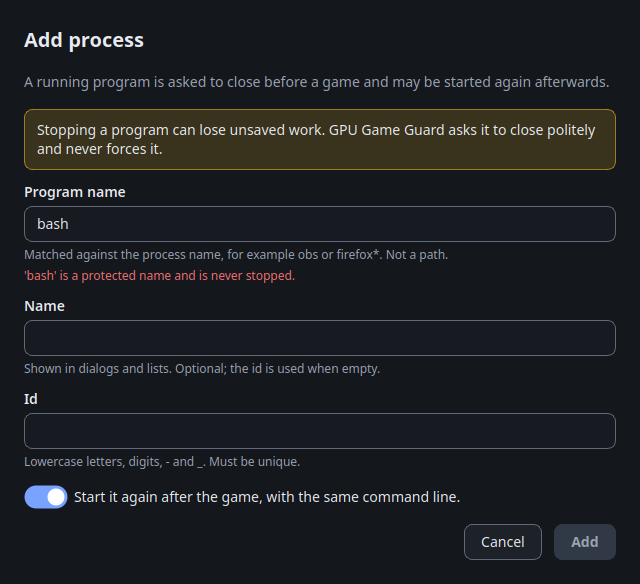 Add process
A running program is asked to close before a game and may be started again afterwards.
Stopping a program can lose unsaved work. GPU Game Guard asks it to close politely
and never forces it.
Program name
bash
Matched against the process name, for example obs or firefox*. Not a path.
'bash' is a protected name and is never stopped.
Name
Shown in dialogs and lists. Optional; the id is used when empty.
Id
Lowercase letters, digits, - and _. Must be unique.
Start it again after the game, with the same command line.
Cancel
Add